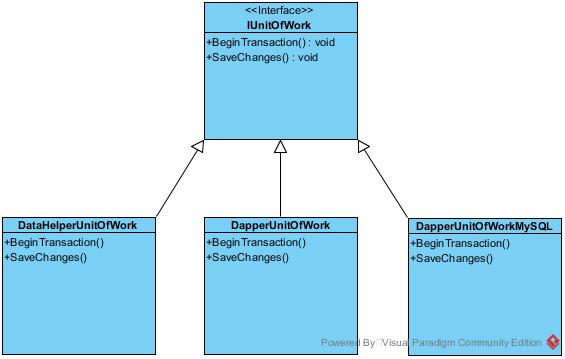 <<Interface>>
IUnitOfWork
+BeginTransaction() : void
+SaveChanges() : void
DataHelperUnitOfWork
+BeginTransaction()
+SaveChanges()
DapperUnitOfWork
+BeginTransaction()
+SaveChanges()
DapperUnitOfWorkMySQL
+BeginTransaction()
+SaveChanges()
Powered By Visual Paradigm Community Edition